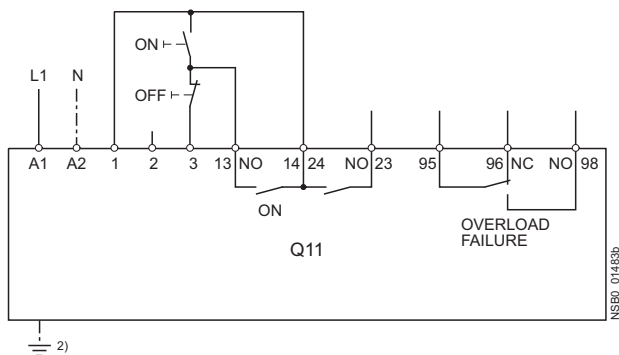 ON
L1 N
OFF
A1 A2 1 2 3 13 NO 14 24 NO 23 95 96 NC NO 98
ON
OVERLOAD
FAILURE
Q11
NSB0_01483b
2)